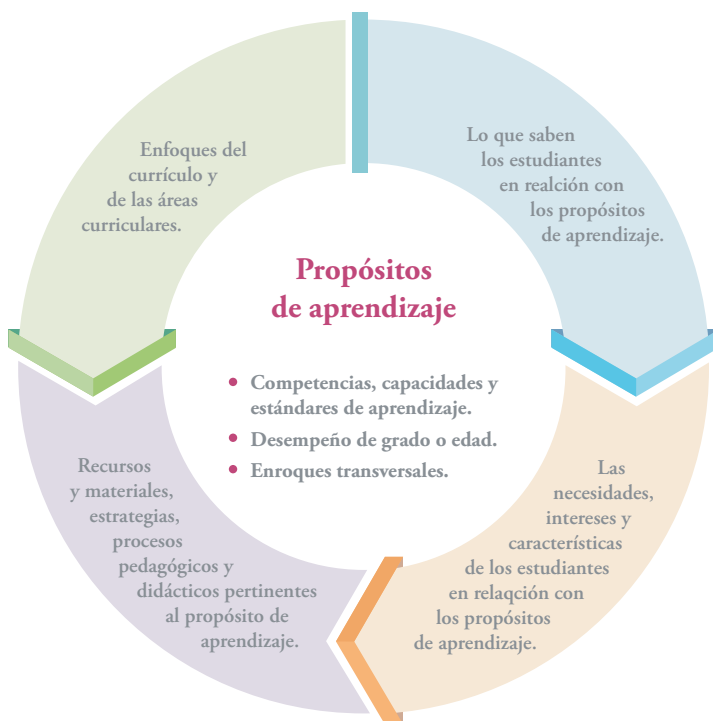 Enfoques del
currículo y
de las áreas
curriculares.
Lo que saben
los estudiantes
en realción con
los propósitos
de aprendizaje.
Propósitos
de aprendizaje
• Competencias, capacidades y
estándares de aprendizaje.
• Desempeño de grado o edad.
• Enroques transversales.
Recursos
y materiales,
estrategias,
procesos
pedagógicos y
didácticos pertinentes
al propósito de
aprendizaje.
Las
necesidades,
intereses y
características
de los estudiantes
en relaqción con
los propósitos
de aprendizaje.